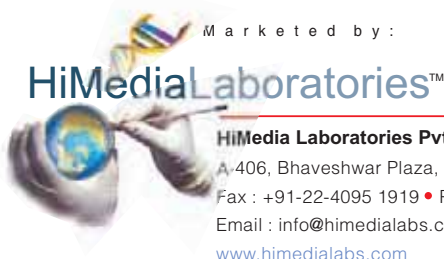 Marketed by:
HiMediaLaboratories™
HiMedia Laboratories Pvt
A-406, Bhaveshwar Plaza,
Fax : +91-22-4095 1919 •
Email : info@himedialabs.c
www.himedialabs.com